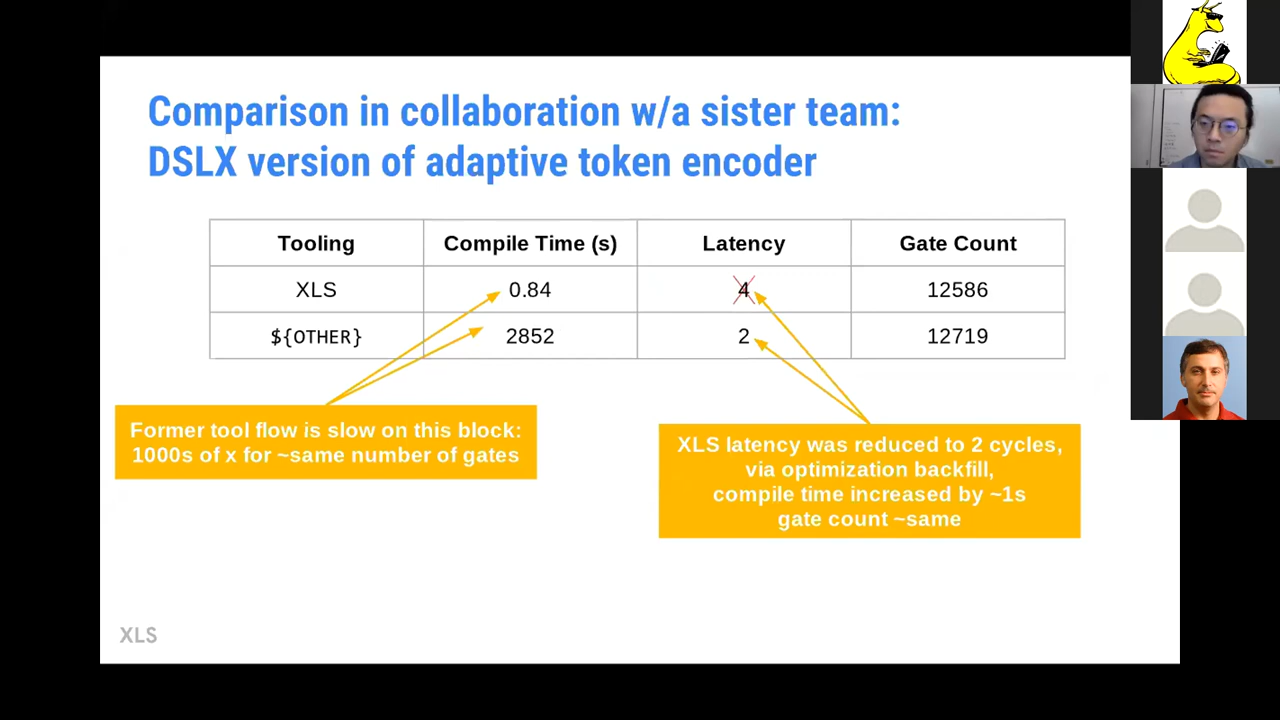 Comparison in collaboration w/a sister team:
DSLX version of adaptive token encoder
Tooling Compile Time (s) Latency Gate Count
XLS 0.84 4 12586
${OTHER} 2852 2 12719
Former tool flow is slow on this block:
1000s of x for ~same number of gates
XLS latency was reduced to 2 cycles,
via optimization backfill,
compile time increased by ~1s
gate count ~same
XLS